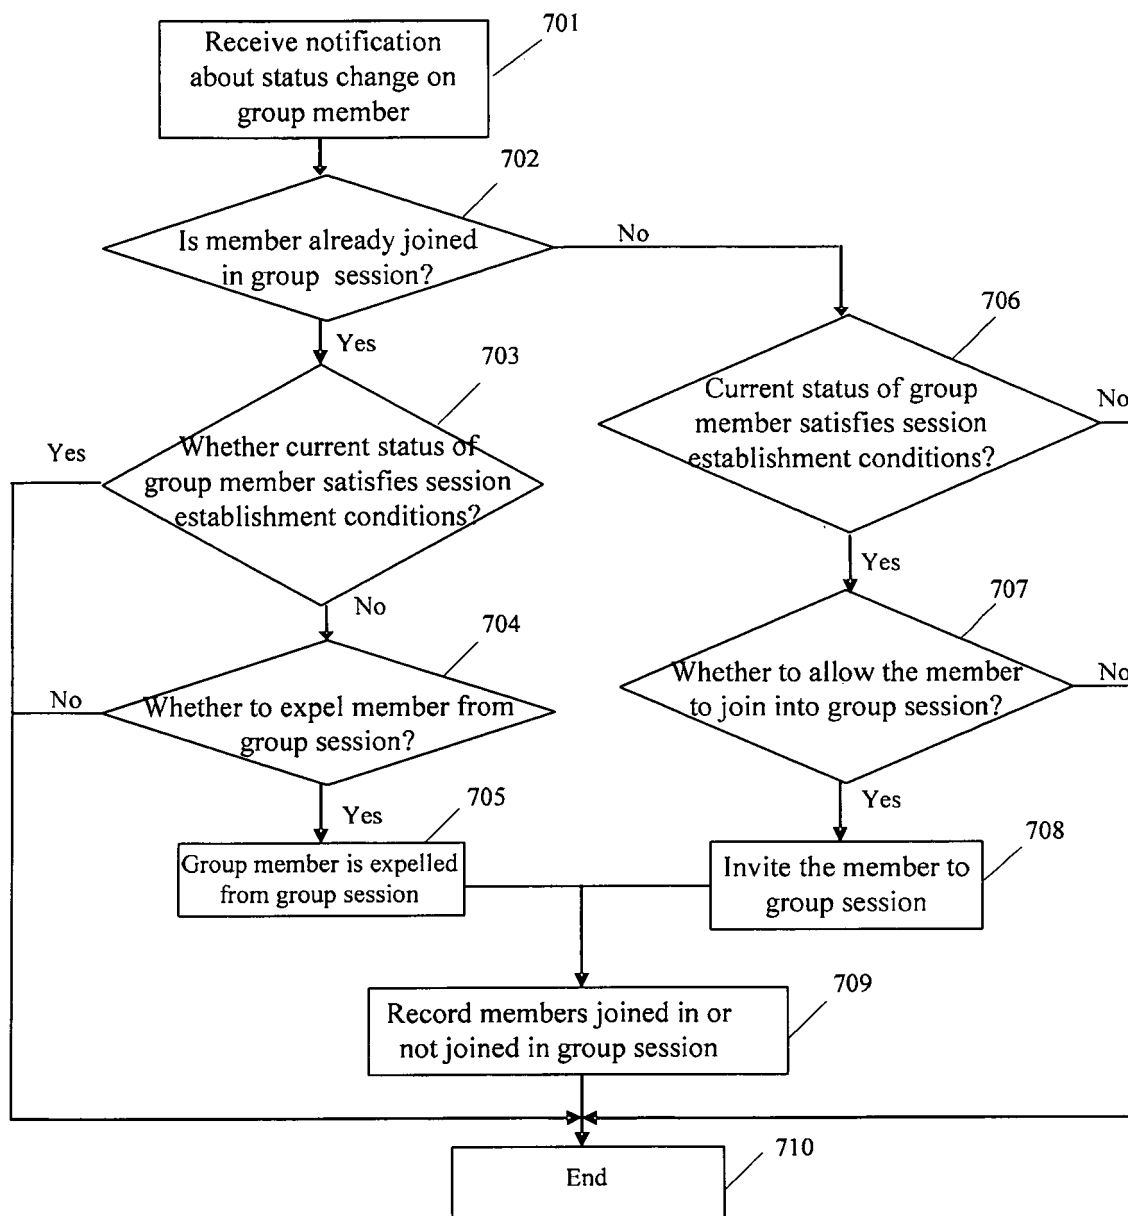 Receive notification
about status change on
group member
701
702
Is member already joined
in group session?
No
Yes
706
Current status of group
member satisfies session
establishment conditions?
No
703
Yes
Whether current status of
group member satisfies session
establishment conditions?
No
Yes
707
Whether to allow the member
to join into group session?
No
704
No
Whether to expel member from
group session?
Yes
Yes
705
Group member is expelled
from group session
708
Invite the member to
group session
709
Record members joined in or
not joined in group session
710
End